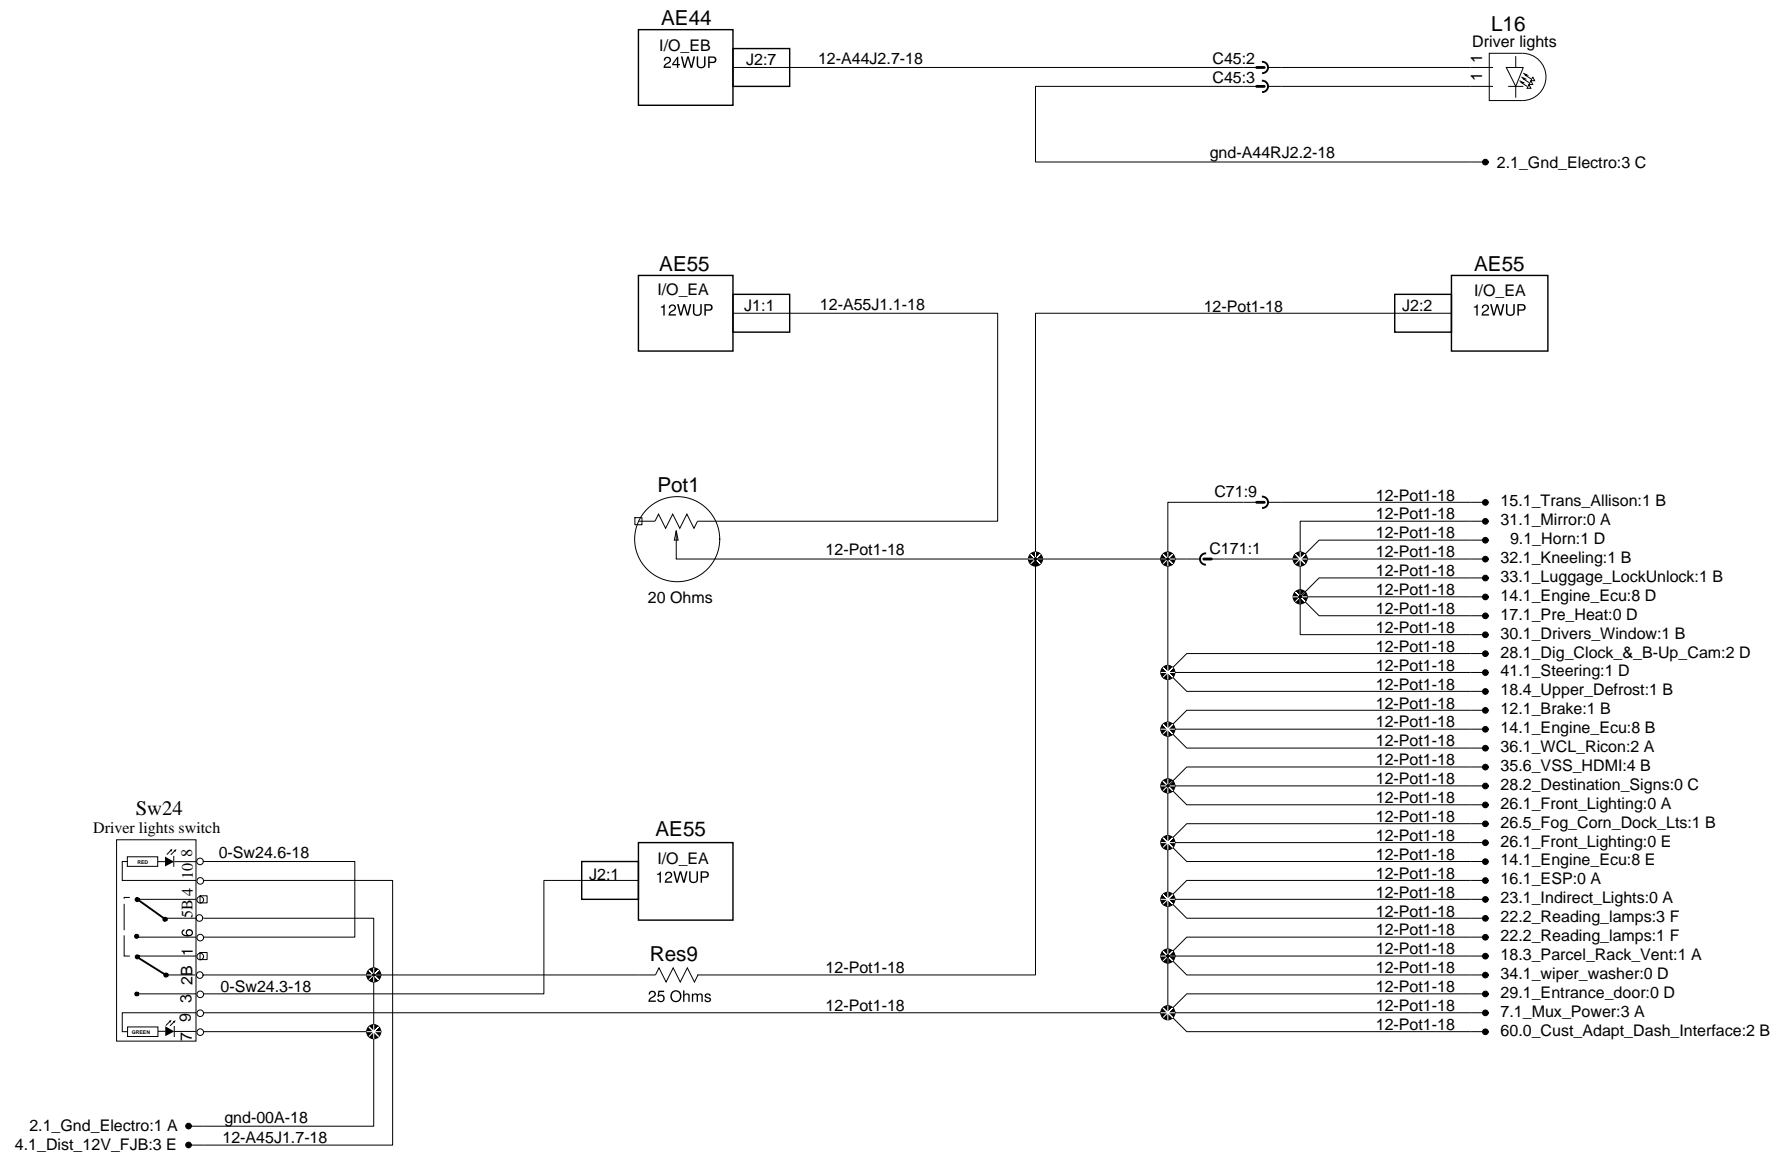 AE44
I/O_EB
24WUP
J2:7
12-A44J2.7-18
C45:2
C45:3
L16
Driver lights
1
1
gnd-A44RJ2.2-18
2.1_Gnd_Electro:3 C
AE55
I/O_EA
12WUP
J1:1
12-A55J1.1-18
12-Pot1-18
J2:2
AE55
I/O_EA
12WUP
Pot1
20 Ohms
12-Pot1-18
C71:9
C171:1
12-Pot1-18 15.1_Trans_Allison:1 B
12-Pot1-18 31.1_Mirror:0 A
12-Pot1-18 9.1_Horn:1 D
12-Pot1-18 32.1_Kneeling:1 B
12-Pot1-18 33.1_Luggage_LockUnlock:1 B
12-Pot1-18 14.1_Engine_Ecu:8 D
12-Pot1-18 17.1_Pre_Heat:0 D
12-Pot1-18 30.1_Drivers_Window:1 B
12-Pot1-18 28.1_Dig_Clock_&_B-Up_Cam:2 D
12-Pot1-18 41.1_Steering:1 D
12-Pot1-18 18.4_Upper_Defrost:1 B
12-Pot1-18 12.1_Brake:1 B
12-Pot1-18 14.1_Engine_Ecu:8 B
12-Pot1-18 36.1_WCL_Ricon:2 A
12-Pot1-18 35.6_VSS_HDMI:4 B
12-Pot1-18 28.2_Destination_Signs:0 C
12-Pot1-18 26.1_Front_Lighting:0 A
12-Pot1-18 26.5_Fog_Corn_Dock_Lts:1 B
12-Pot1-18 26.1_Front_Lighting:0 E
12-Pot1-18 14.1_Engine_Ecu:8 E
12-Pot1-18 16.1_ESP:0 A
12-Pot1-18 23.1_Indirect_Lights:0 A
12-Pot1-18 22.2_Reading_lamps:3 F
12-Pot1-18 22.2_Reading_lamps:1 F
12-Pot1-18 18.3_Parcel_Rack_Vent:1 A
12-Pot1-18 34.1_wiper_washer:0 D
12-Pot1-18 29.1_Entrance_door:0 D
12-Pot1-18 7.1_Mux_Power:3 A
12-Pot1-18 60.0_Cust_Adapt_Dash_Interface:2 B
Sw24
Driver lights switch
RED
8
10
4
5B
6
1
2B
3
9
7
GREEN
0-Sw24.6-18
AE55
I/O_EA
12WUP
J2:1
Res9
25 Ohms
12-Pot1-18
0-Sw24.3-18
12-Pot1-18
2.1_Gnd_Electro:1 A
gnd-00A-18
4.1_Dist_12V_FJB:3 E
12-A45J1.7-18